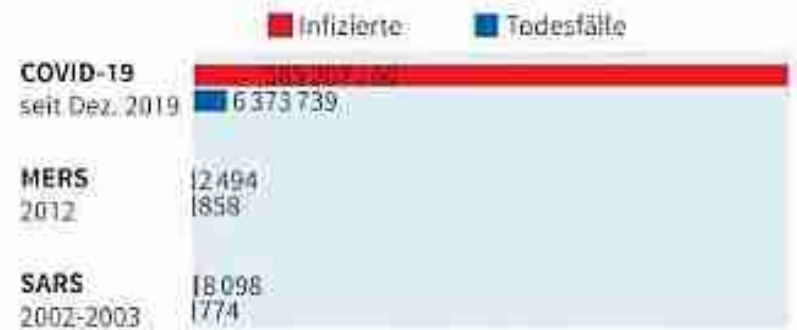 Infizierte Todesfälle
COVID-19
seit Dez. 2019 6 373 739
MERS 2 494
2012 858
SARS 8 098
2002-2003 774